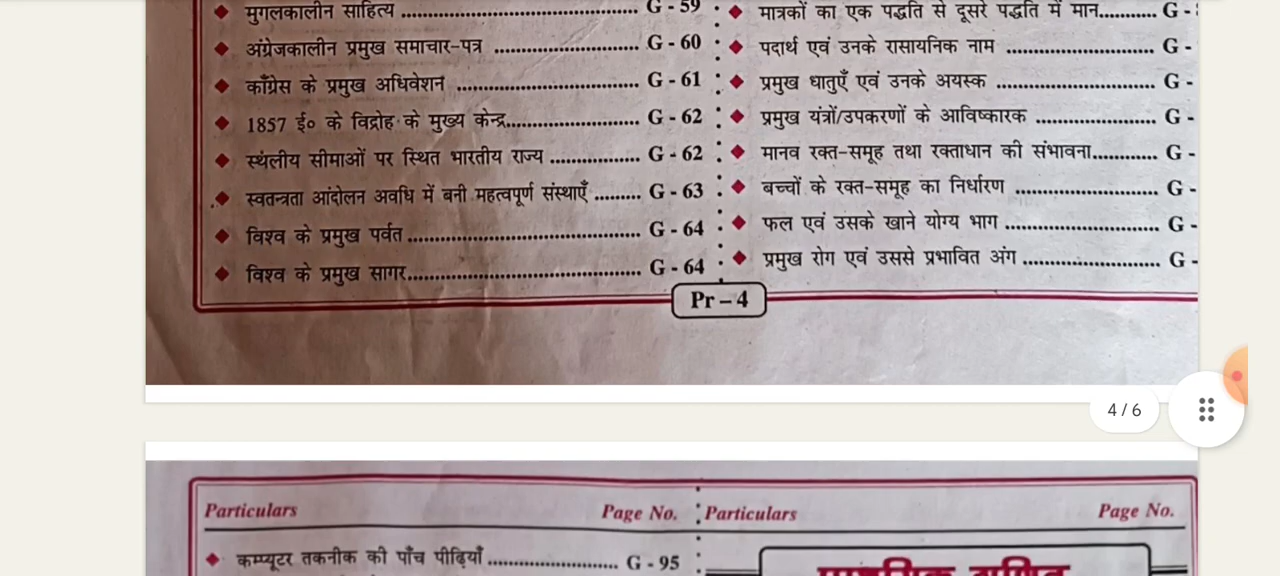 मुगलकालीन साहित्य ........................................ G - 59
अंग्रेजकालीन प्रमुख समाचार-पत्र ........................... G - 60
काँग्रेस के प्रमुख अधिवेशन ................................. G - 61
1857 ई० के विद्रोह के मुख्य केन्द्र....................... G - 62
स्थलीय सीमाओं पर स्थित भारतीय राज्य ................. G - 62
स्वतन्त्रता आंदोलन अवधि में बनी महत्वपूर्ण संस्थाएँ ......... G - 63
विश्व के प्रमुख पर्वत ......................................... G - 64
विश्व के प्रमुख सागर......................................... G - 64
मात्रकों का एक पद्धति से दूसरे पद्धति में मान.......... G -
पदार्थ एवं उनके रासायनिक नाम .......................... G -
प्रमुख धातुएँ एवं उनके अयस्क ............................ G -
प्रमुख यंत्रों/उपकरणों के आविष्कारक ..................... G -
मानव रक्त-समूह तथा रक्ताधान की संभावना............ G -
बच्चों के रक्त-समूह का निर्धारण ......................... G -
फल एवं उसके खाने योग्य भाग ........................... G -
प्रमुख रोग एवं उससे प्रभावित अंग ....................... G -
Pr – 4
4 / 6
Particulars Page No.
कम्प्यूटर तकनीक की पाँच पीढ़ियाँ ........................ G - 95
Particulars Page No.